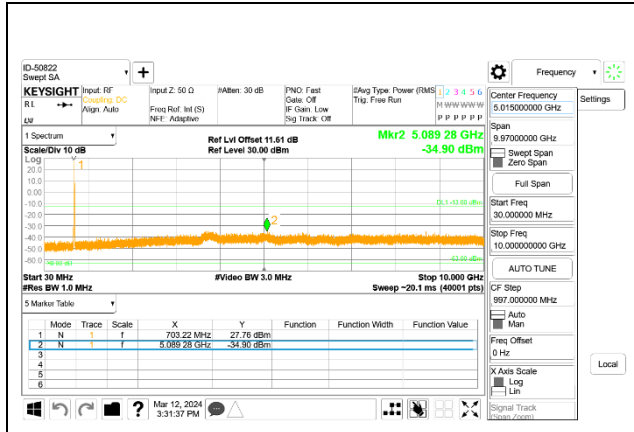 ID-50822
Swept SA
+
Frequency
KEYSIGHT
Input: RF
Input Z: 50 Ω
#Atten: 30 dB
PNO: Fast
#Avg Type: Power (RMS
1 2 3 4 5 6
R L
Coupling: DC
Gate: Off
Trig: Free Run
Align: Auto
Freq Ref: Int (S)
IF Gain: Low
M W W W W W
NFE: Adaptive
Sig Track: Off
P P P P P P
Center Frequency
5.015000000 GHz
Settings
Span
9.97000000 GHz
Swept Span
Zero Span
Full Span
Start Freq
30.000000 MHz
Stop Freq
10.000000000 GHz
AUTO TUNE
CF Step
997.000000 MHz
Auto
Man
Freq Offset
0 Hz
X Axis Scale
Log
Lin
Signal Track
(Span Zoom)
Local
1 Spectrum
Ref Lvl Offset 11.61 dB
Mkr2 5.089 28 GHz
Scale/Div 10 dB
Ref Level 30.00 dBm
-34.90 dBm
Log
1
20.0
10.0
0.00
-10.0
-20.0
-30.0
2
-40.0
-50.0
-60.0
Start 30 MHz
#Video BW 3.0 MHz
Stop 10.000 GHz
#Res BW 1.0 MHz
Sweep ~20.1 ms (40001 pts)
5 Marker Table
Mode Trace Scale X Y Function Function Width Function Value
1 N 1 f 703.22 MHz 27.76 dBm
2 N 1 f 5.089 28 GHz -34.90 dBm
3
4
5
6
?
Mar 12, 2024
3:31:37 PM